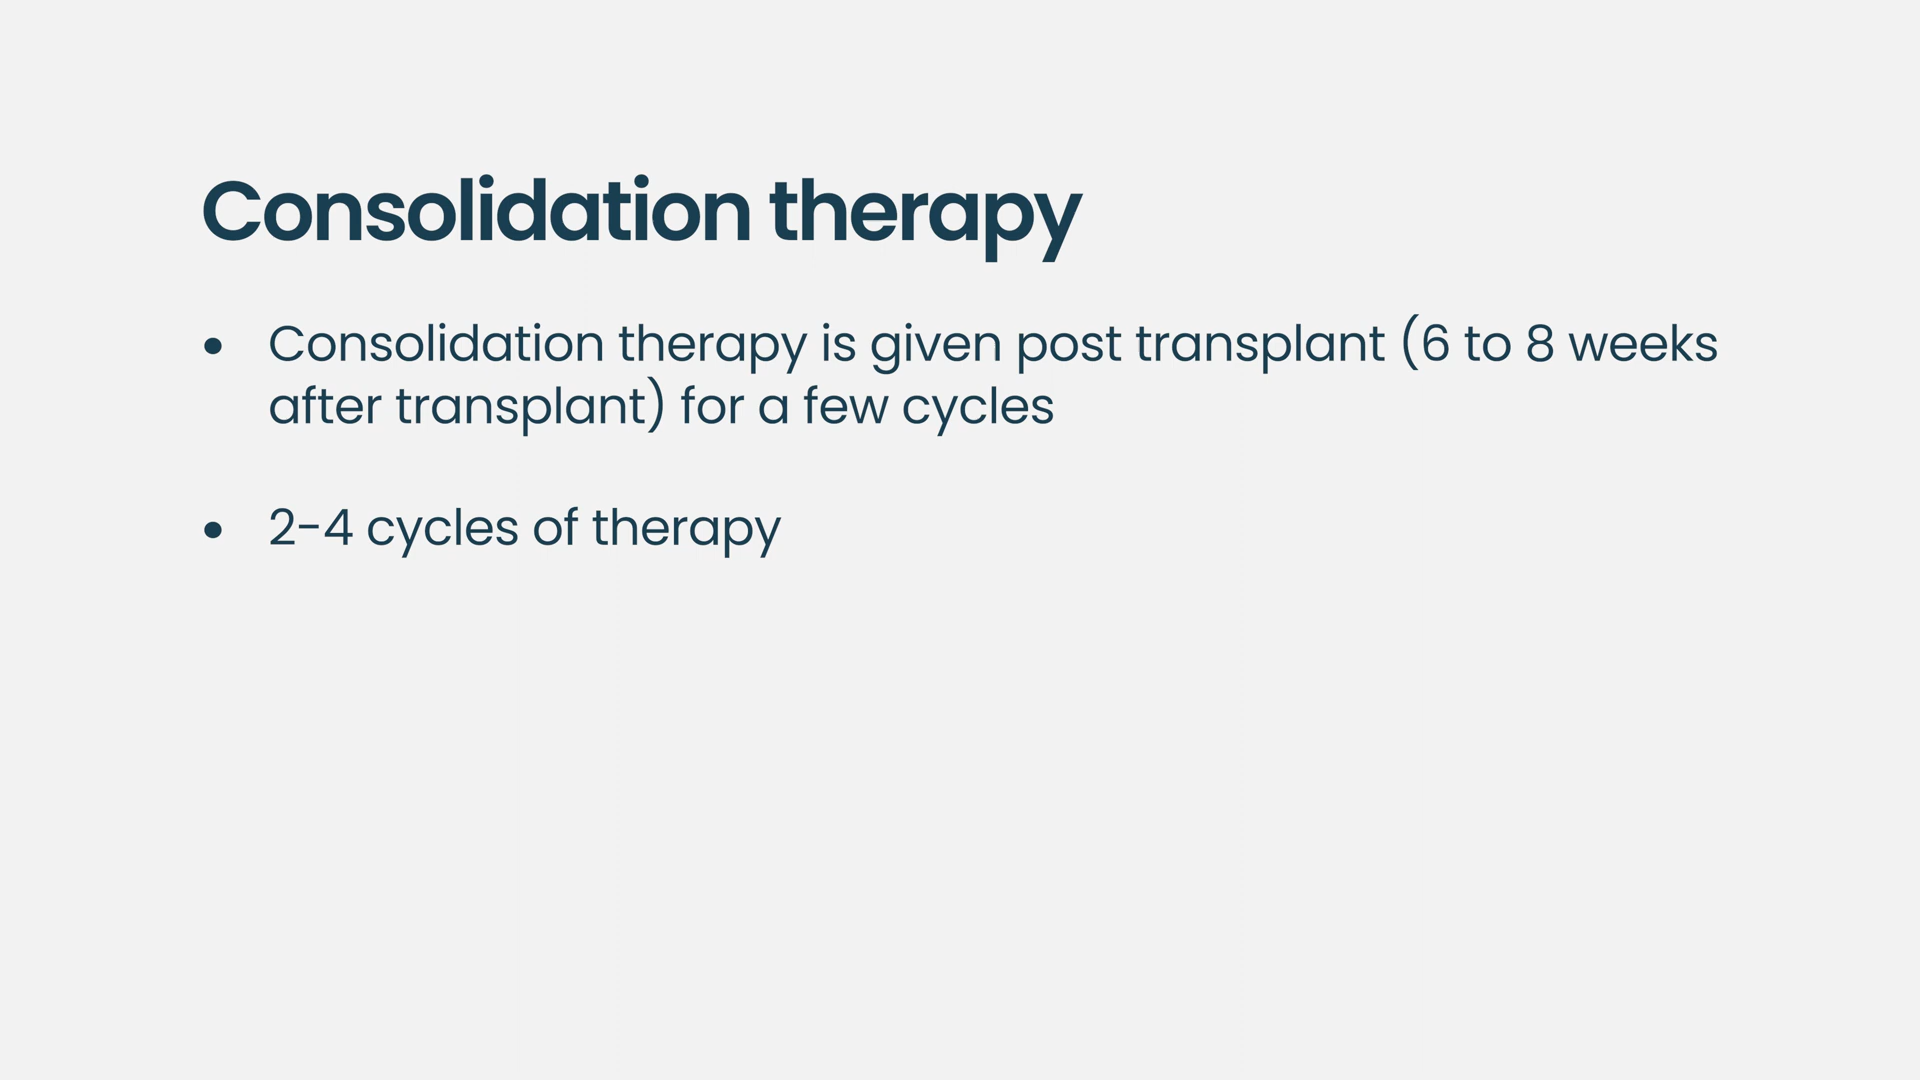 Consolidation therapy
• Consolidation therapy is given post transplant (6 to 8 weeks
after transplant) for a few cycles
• 2-4 cycles of therapy